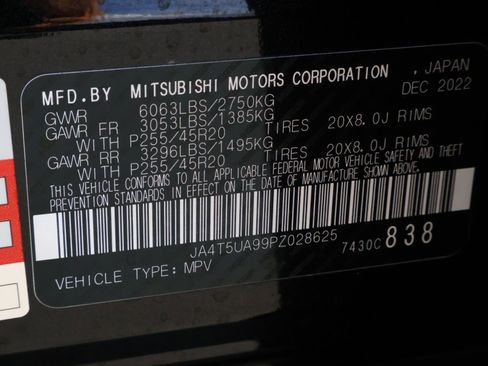 MFD.BY MITSUBISHI MOTORS CORPORATION , JAPAN
GVWR 6063LBS/2750KG DEC 2022
GAWR FR 3053LBS/1385KG
WITH P255/45R20 TIRES 20X8.0J RIMS
GAWR RR 3296LBS/1495KG
WITH P255/45R20 TIRES 20X8.0J RIMS
THIS VEHICLE CONFORMS TO ALL APPLICABLE FEDERAL MOTOR VEHICLE SAFETY AND THEFT
PREVENTION STANDARDS IN EFFECT ON THE DATE OF MANUFACTURE SHOWN ABOVE.
JA4T5UA99PZ028625 7430C 838
VEHICLE TYPE: MPV